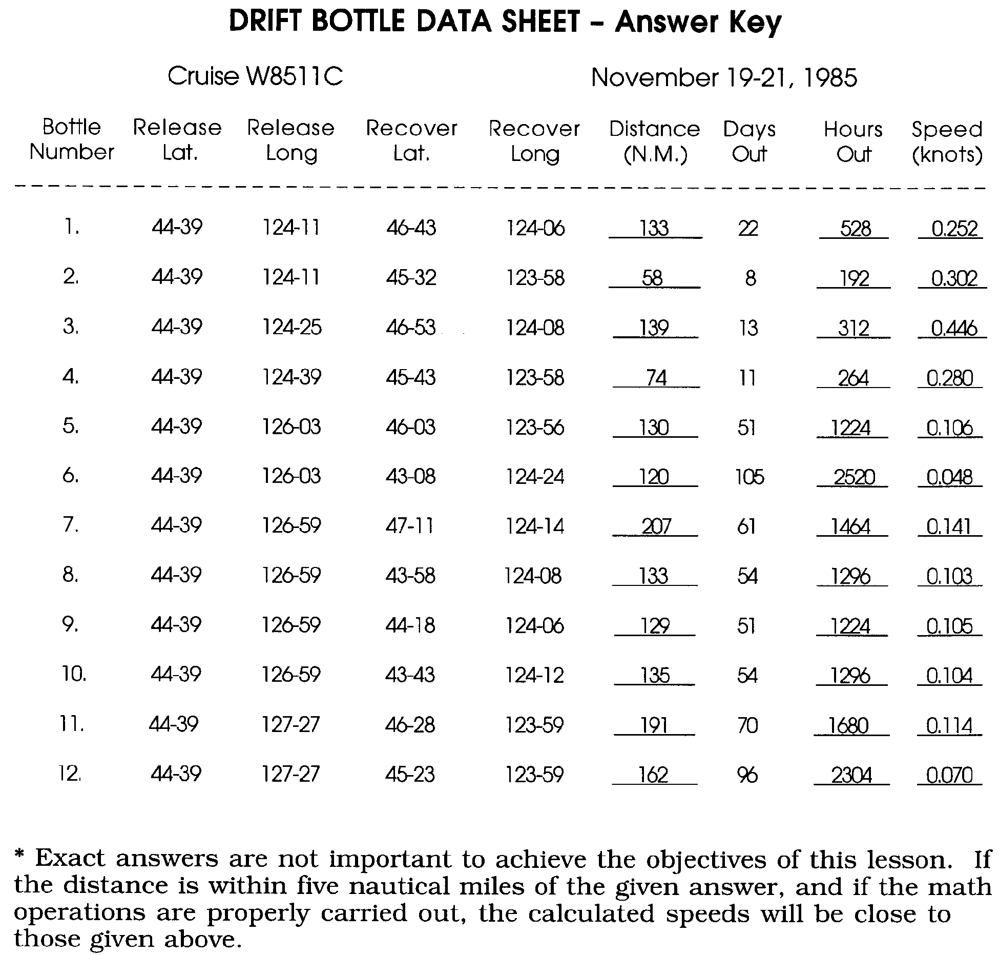 DRIFT BOTTLE DATA SHEET – Answer Key
Cruise W8511C November 19-21, 1985
Bottle Release Release Recover Recover Distance Days Hours Speed
Number Lat. Long Lat. Long (N.M.) Out Out (knots)
1. 44-39 124-11 46-43 124-06 133 22 528 0.252
2. 44-39 124-11 45-32 123-58 58 8 192 0.302
3. 44-39 124-25 46-53 124-08 139 13 312 0.446
4. 44-39 124-39 45-43 123-58 74 11 264 0.280
5. 44-39 126-03 46-03 123-56 130 51 1224 0.106
6. 44-39 126-03 43-08 124-24 120 105 2520 0.048
7. 44-39 126-59 47-11 124-14 207 61 1464 0.141
8. 44-39 126-59 43-58 124-08 133 54 1296 0.103
9. 44-39 126-59 44-18 124-06 129 51 1224 0.105
10. 44-39 126-59 43-43 124-12 135 54 1296 0.104
11. 44-39 127-27 46-28 123-59 191 70 1680 0.114
12. 44-39 127-27 45-23 123-59 162 96 2304 0.070
* Exact answers are not important to achieve the objectives of this lesson. If
the distance is within five nautical miles of the given answer, and if the math
operations are properly carried out, the calculated speeds will be close to
those given above.